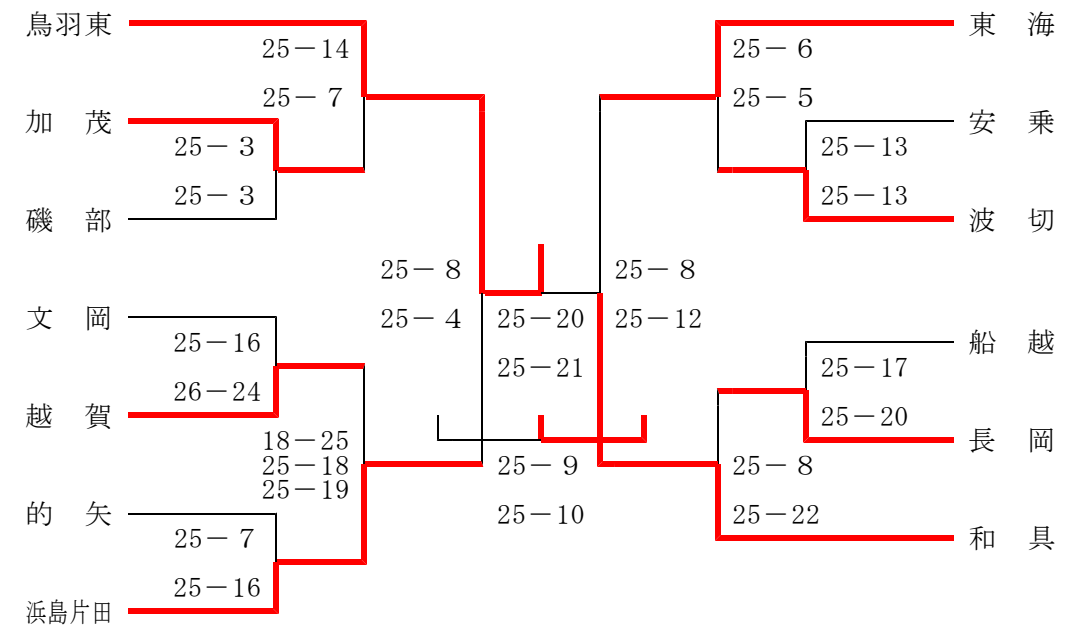 鳥羽東
25－14
25－ 7
加　茂
25－ 3
25－ 3
磯　部
文　岡
25－16
26－24
越　賀
18－25
25－18
25－19
的　矢
25－ 7
25－16
浜島片田
25－ 8
25－ 4
25－20
25－21
25－ 9
25－10
東　海
25－ 6
25－ 5
安　乗
25－13
25－13
波　切
25－ 8
25－12
船　越
25－17
25－20
長　岡
25－ 8
25－22
和　具